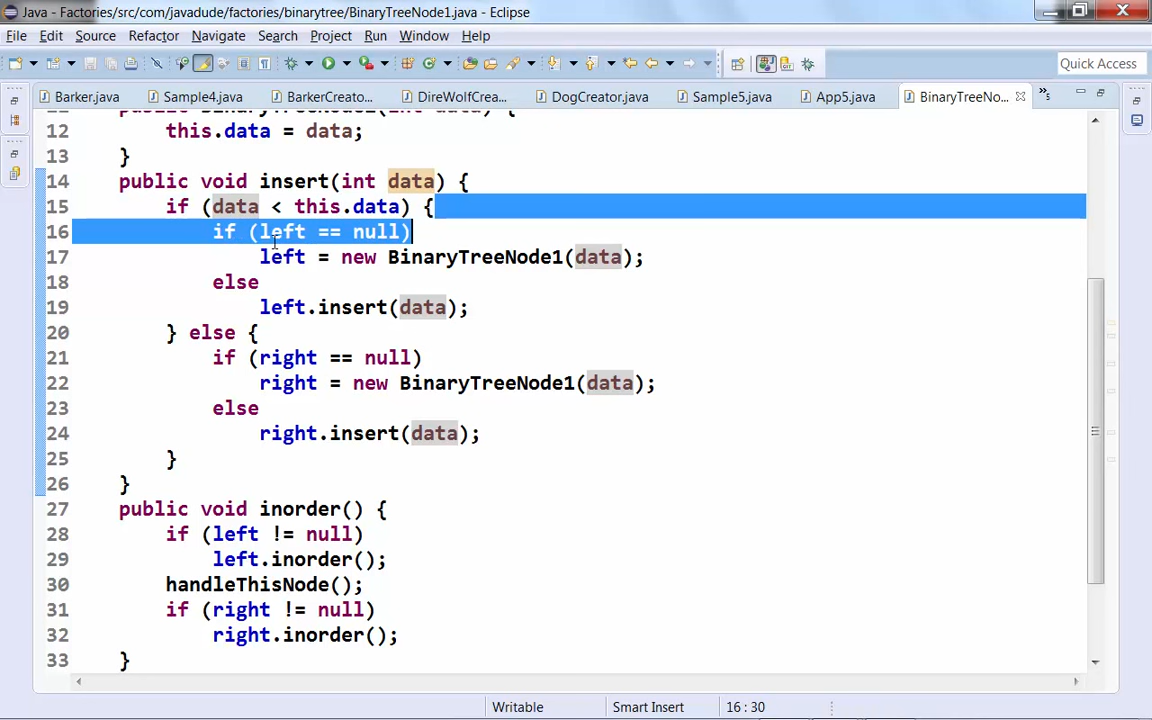 Java - Factories/src/com/javadude/factories/binarytree/BinaryTreeNode1.java - Eclipse
File Edit Source Refactor Navigate Search Project Run Window Help
Quick Access
Barker.java Sample4.java BarkerCreato... DireWolfCrea... DogCreator.java Sample5.java App5.java BinaryTreeNo... »5
12 this.data = data;
13 }
14 public void insert(int data) {
15 if (data < this.data) {
16 if (left == null)
17 left = new BinaryTreeNode1(data);
18 else
19 left.insert(data);
20 } else {
21 if (right == null)
22 right = new BinaryTreeNode1(data);
23 else
24 right.insert(data);
25 }
26 }
27 public void inorder() {
28 if (left != null)
29 left.inorder();
30 handleThisNode();
31 if (right != null)
32 right.inorder();
33 }
Writable Smart Insert 16 : 30